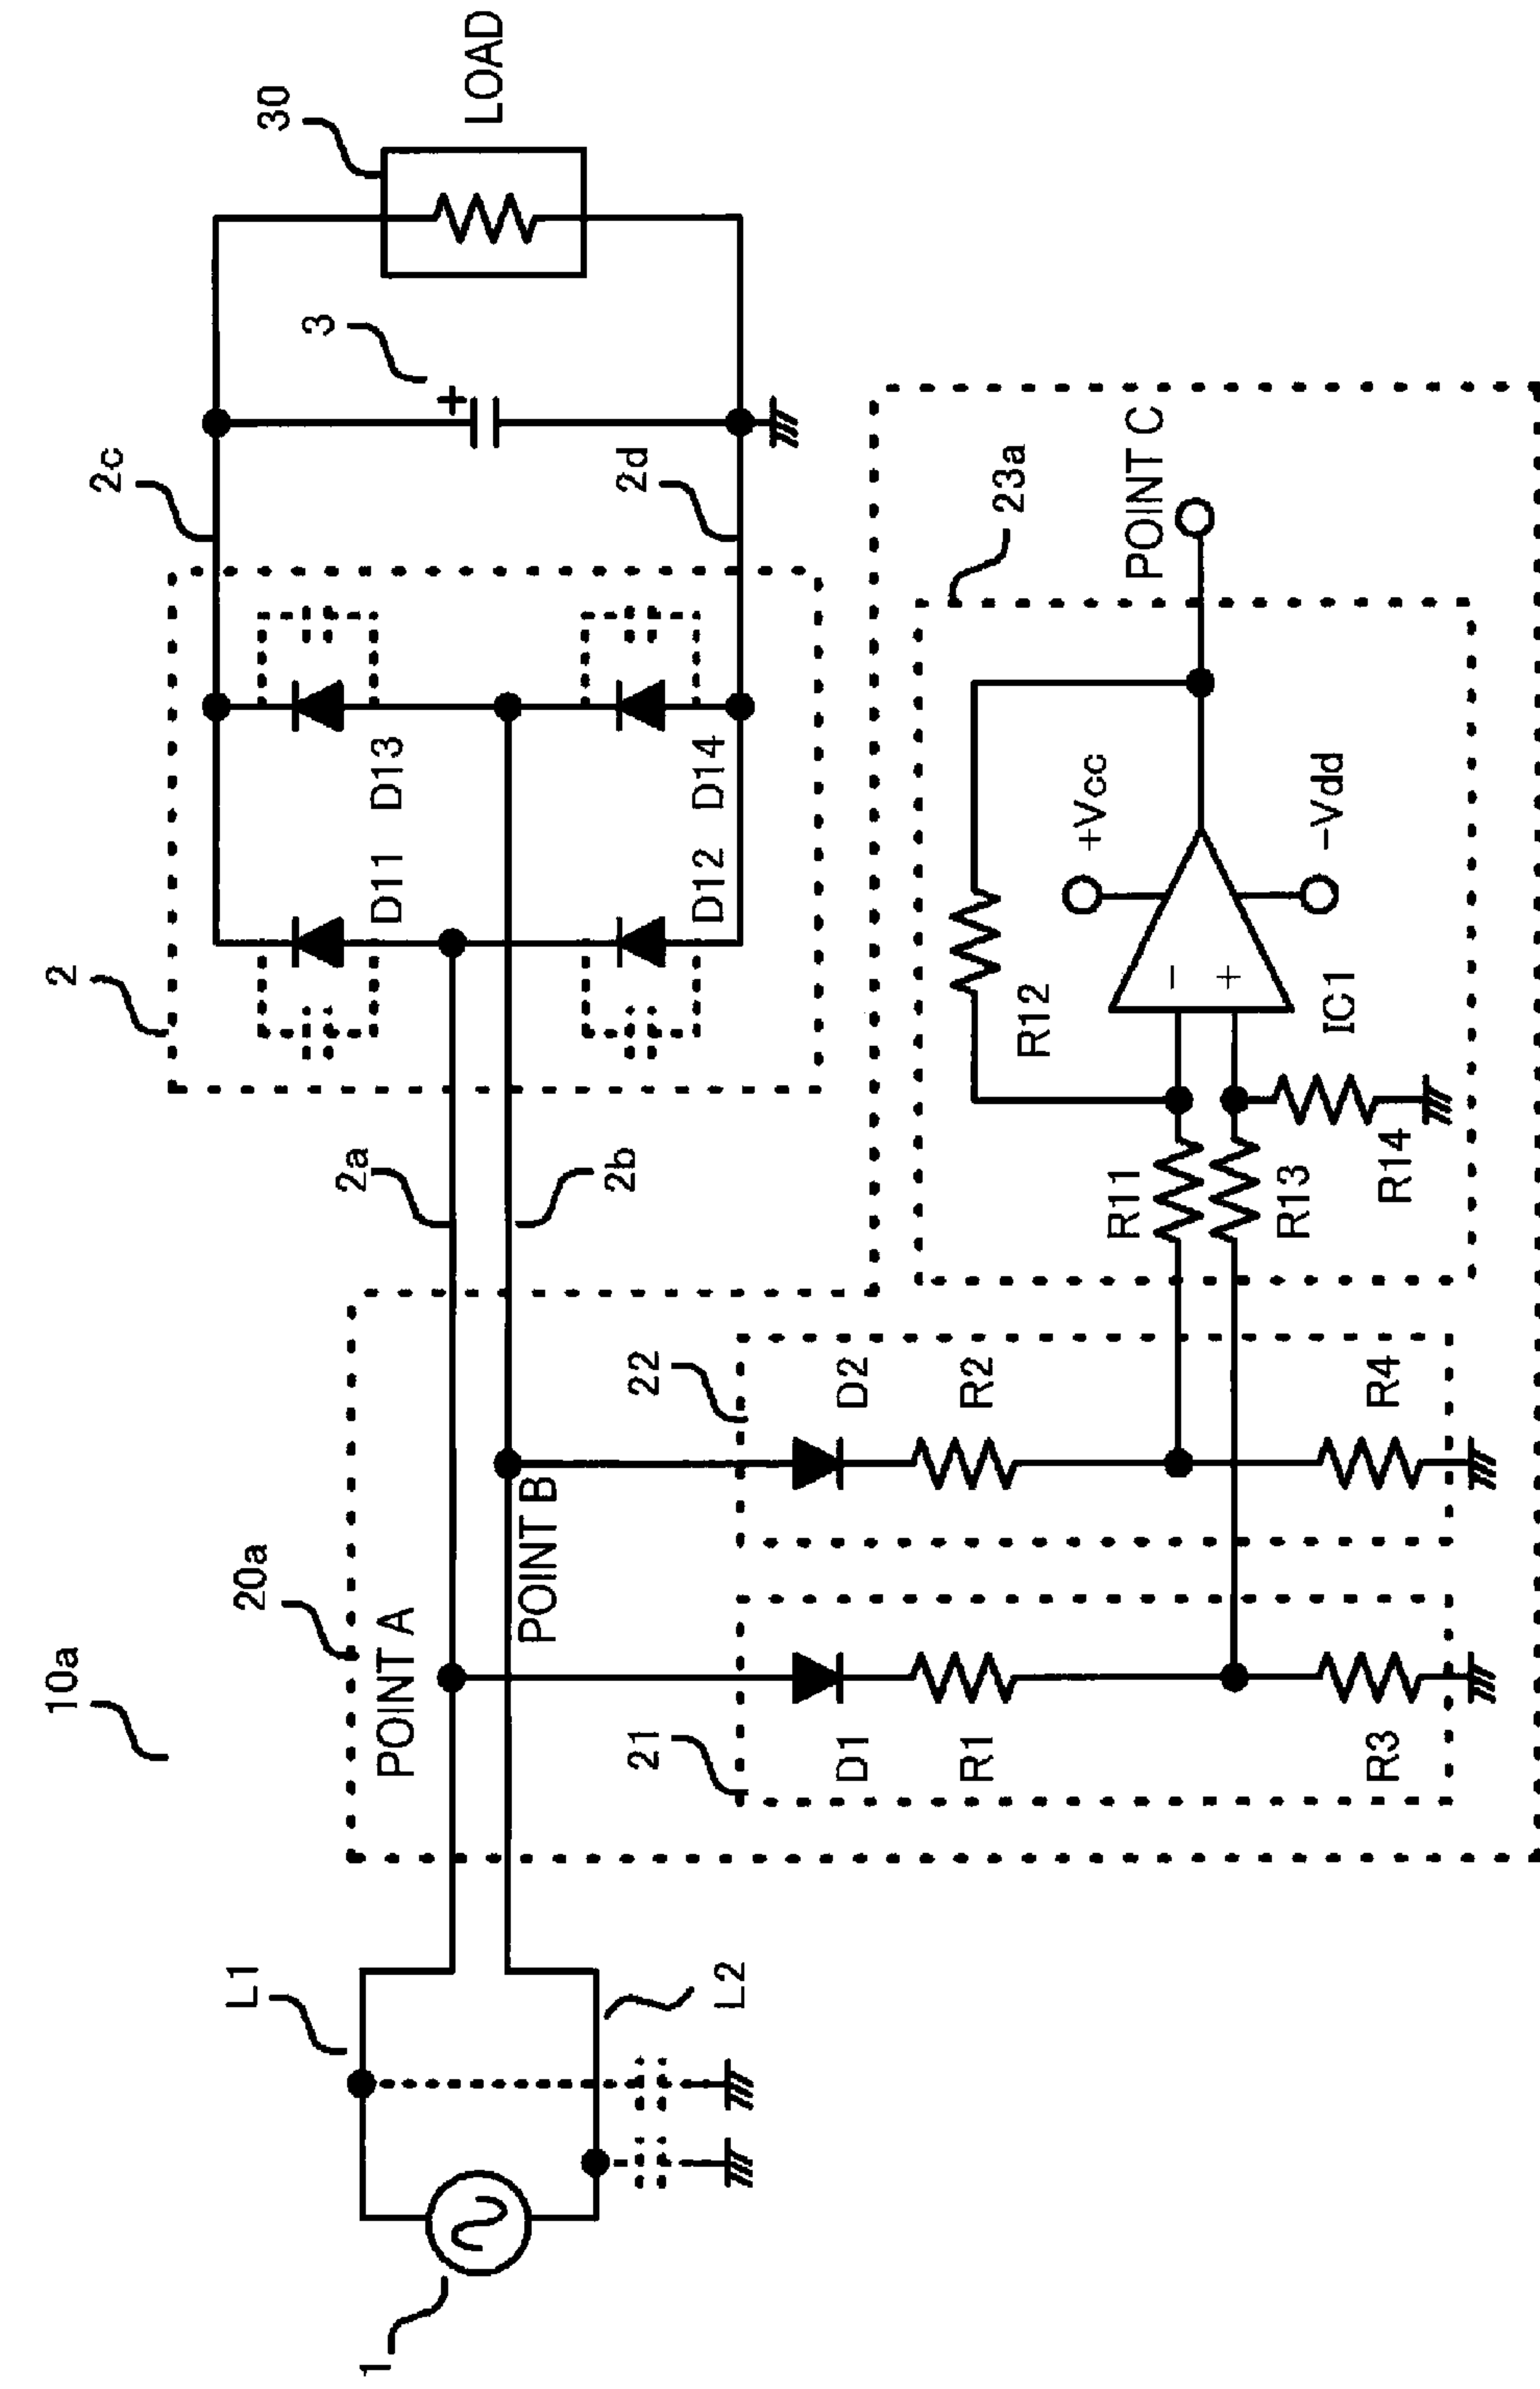 10a
2
2c
3
30
LOAD
2d
D11
D13
D12
D14
20a
2a
2b
POINT A
POINT B
L1
L2
1
21
22
D1
D2
R1
R2
R3
R4
23a
R12
R11
R13
R14
−
+
IC1
+Vcc
−Vdd
POINT C
+